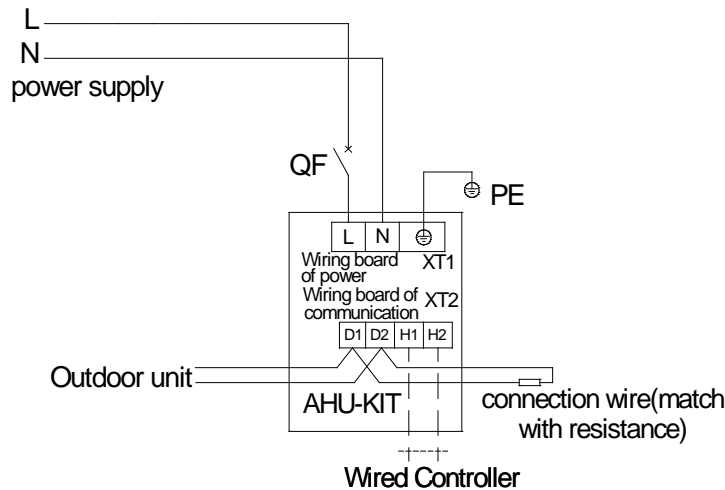 L
N
power supply
QF
PE
L N
Wiring board
of power
XT1
Wiring board of
communication
XT2
D1 D2 H1 H2
Outdoor unit
AHU-KIT
connection wire(match
with resistance)
Wired Controller